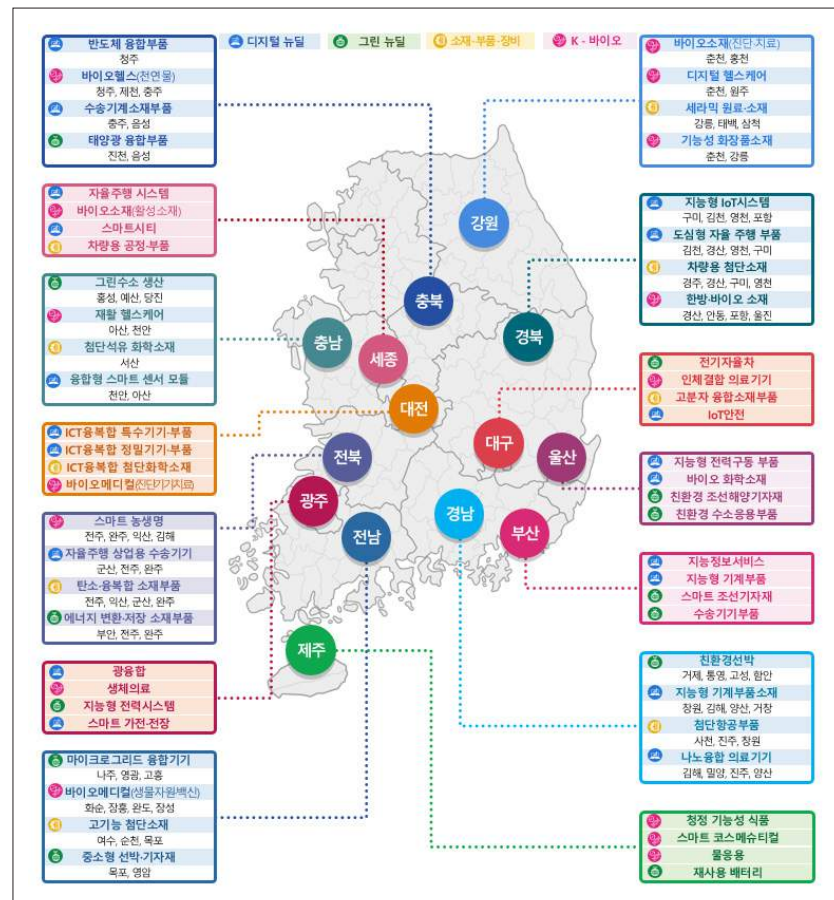 디지털 뉴딜
그린 뉴딜
소재·부품·장비
K - 바이오
반도체 융합부품
청주
바이오헬스(천연물)
청주, 제천, 충주
수송기계소재부품
충주, 음성
태양광 융합부품
진천, 음성
자율주행 시스템
바이오소재(활성소재)
스마트시티
차량용 공정·부품
그린수소 생산
홍성, 예산, 당진
재활 헬스케어
아산, 천안
첨단석유 화학소재
서산
융합형 스마트 센서 모듈
천안, 아산
ICT융복합 특수기기·부품
ICT융복합 정밀기기·부품
ICT융복합 첨단화학소재
바이오메디컬(진단기기치료)
스마트 농생명
전주, 완주, 익산, 김해
자율주행 상업용 수송기기
군산, 전주, 완주
탄소·융복합 소재부품
전주, 익산, 군산, 완주
에너지 변환·저장 소재부품
부안, 전주, 완주
광융합
생체의료
지능형 전력시스템
스마트 가전·전장
마이크로그리드 융합기기
나주, 영광, 고흥
바이오메디컬(생물자원백신)
화순, 장흥, 완도, 장성
고기능 첨단소재
여수, 순천, 목포
중소형 선박·기자재
목포, 영암
강원
충북
경북
충남
세종
대전
대구
울산
전북
광주
전남
경남
부산
제주
바이오소재(진단·치료)
춘천, 홍천
디지털 헬스케어
춘천, 원주
세라믹 원료·소재
강릉, 태백, 삼척
기능성 화장품소재
춘천, 강릉
지능형 IoT시스템
구미, 김천, 영천, 포항
도심형 자율 주행 부품
김천, 경산, 영천, 구미
차량용 첨단소재
경주, 경산, 구미, 영천
한방·바이오 소재
경산, 안동, 포항, 울진
전기자율차
인체결합 의료기기
고분자 융합소재부품
IoT안전
지능형 전력구동 부품
바이오 화학소재
친환경 조선해양기자재
친환경 수소응용부품
지능정보서비스
지능형 기계부품
스마트 조선기자재
수송기기부품
친환경선박
거제, 통영, 고성, 함안
지능형 기계부품소재
창원, 김해, 양산, 거창
첨단항공부품
사천, 진주, 창원
나노융합 의료기기
김해, 밀양, 진주, 양산
청정 기능성 식품
스마트 코스메슈티컬
물응용
재사용 배터리